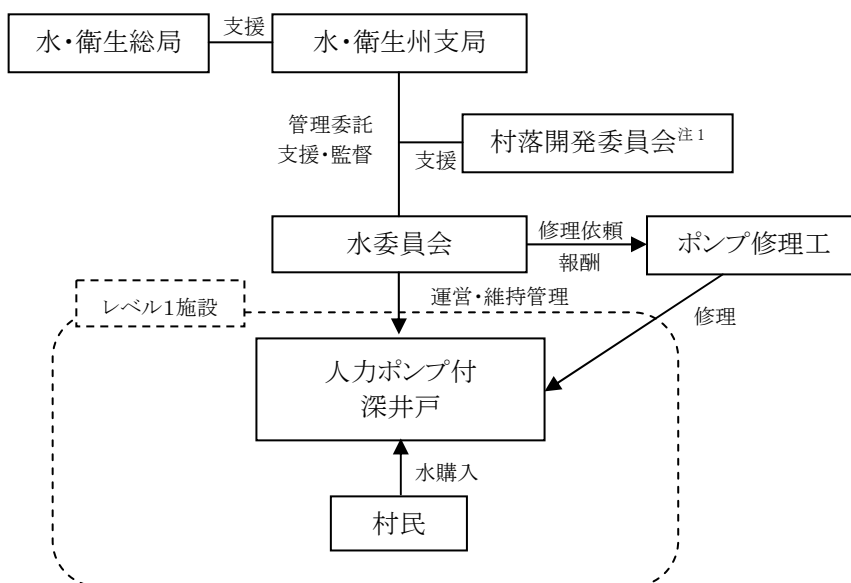 水・衛生総局
支援
水・衛生州支局
管理委託
支援・監督
支援
村落開発委員会注1
水委員会
修理依頼
報酬
ポンプ修理工
運営・維持管理
修理
レベル1施設
人力ポンプ付
深井戸
水購入
村民